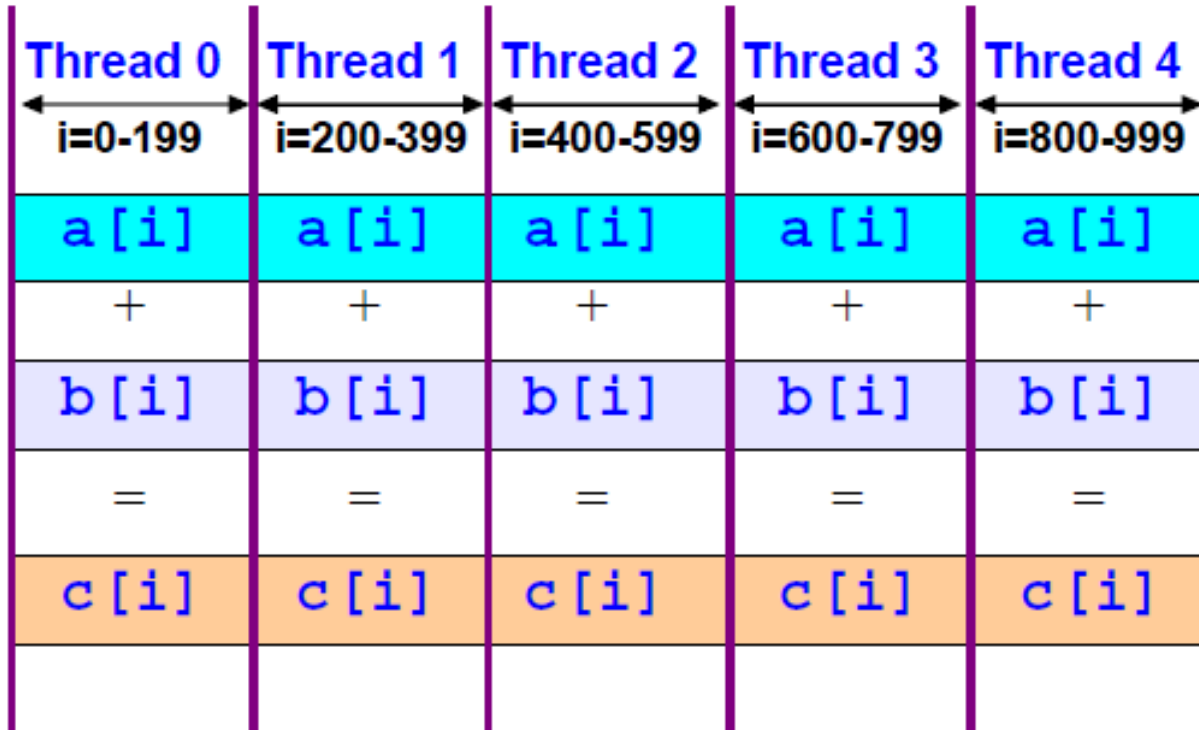 Thread 0 Thread 1 Thread 2 Thread 3 Thread 4
i=0-199 i=200-399 i=400-599 i=600-799 i=800-999
a[i] a[i] a[i] a[i] a[i]
+ + + + +
b[i] b[i] b[i] b[i] b[i]
= = = = =
c[i] c[i] c[i] c[i] c[i]